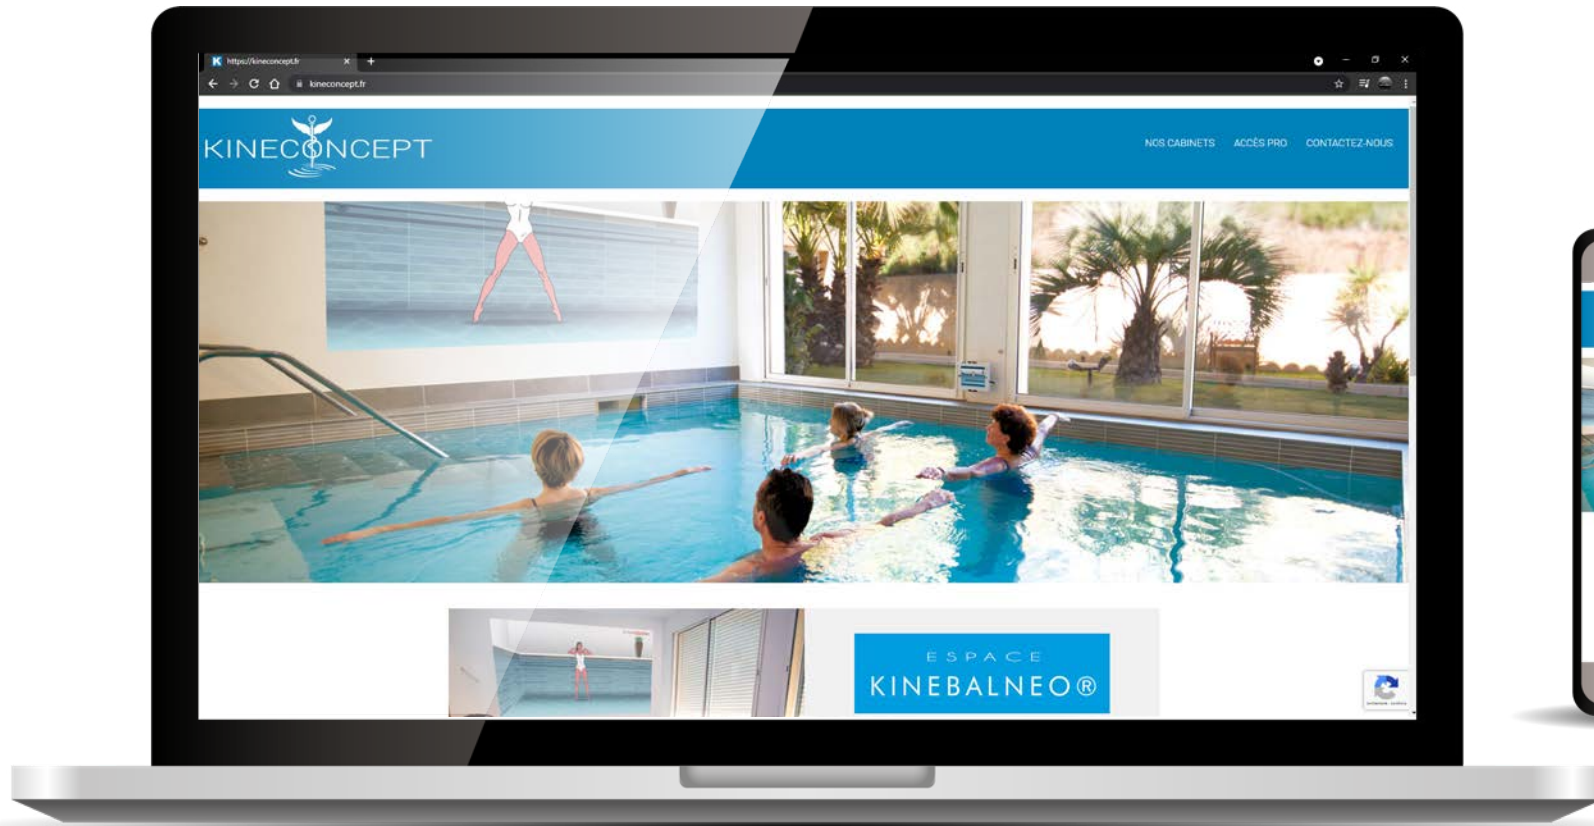 https://kineconcept.fr
kineconcept.fr
KINECONCEPT
NOS CABINETS ACCÈS PRO CONTACTEZ-NOUS
ESPACE
KINEBALNEO®